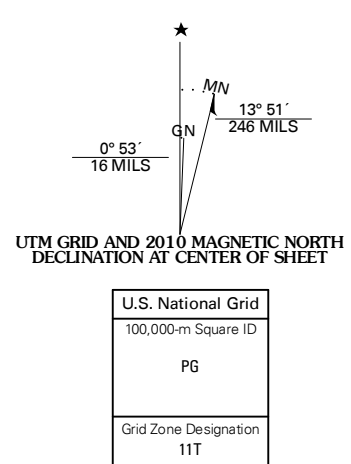 MN
GN
13° 51´
246 MILS
0° 53´
16 MILS
UTM GRID AND 2010 MAGNETIC NORTH
DECLINATION AT CENTER OF SHEET
U.S. National Grid
100,000-m Square ID
PG
Grid Zone Designation
11T